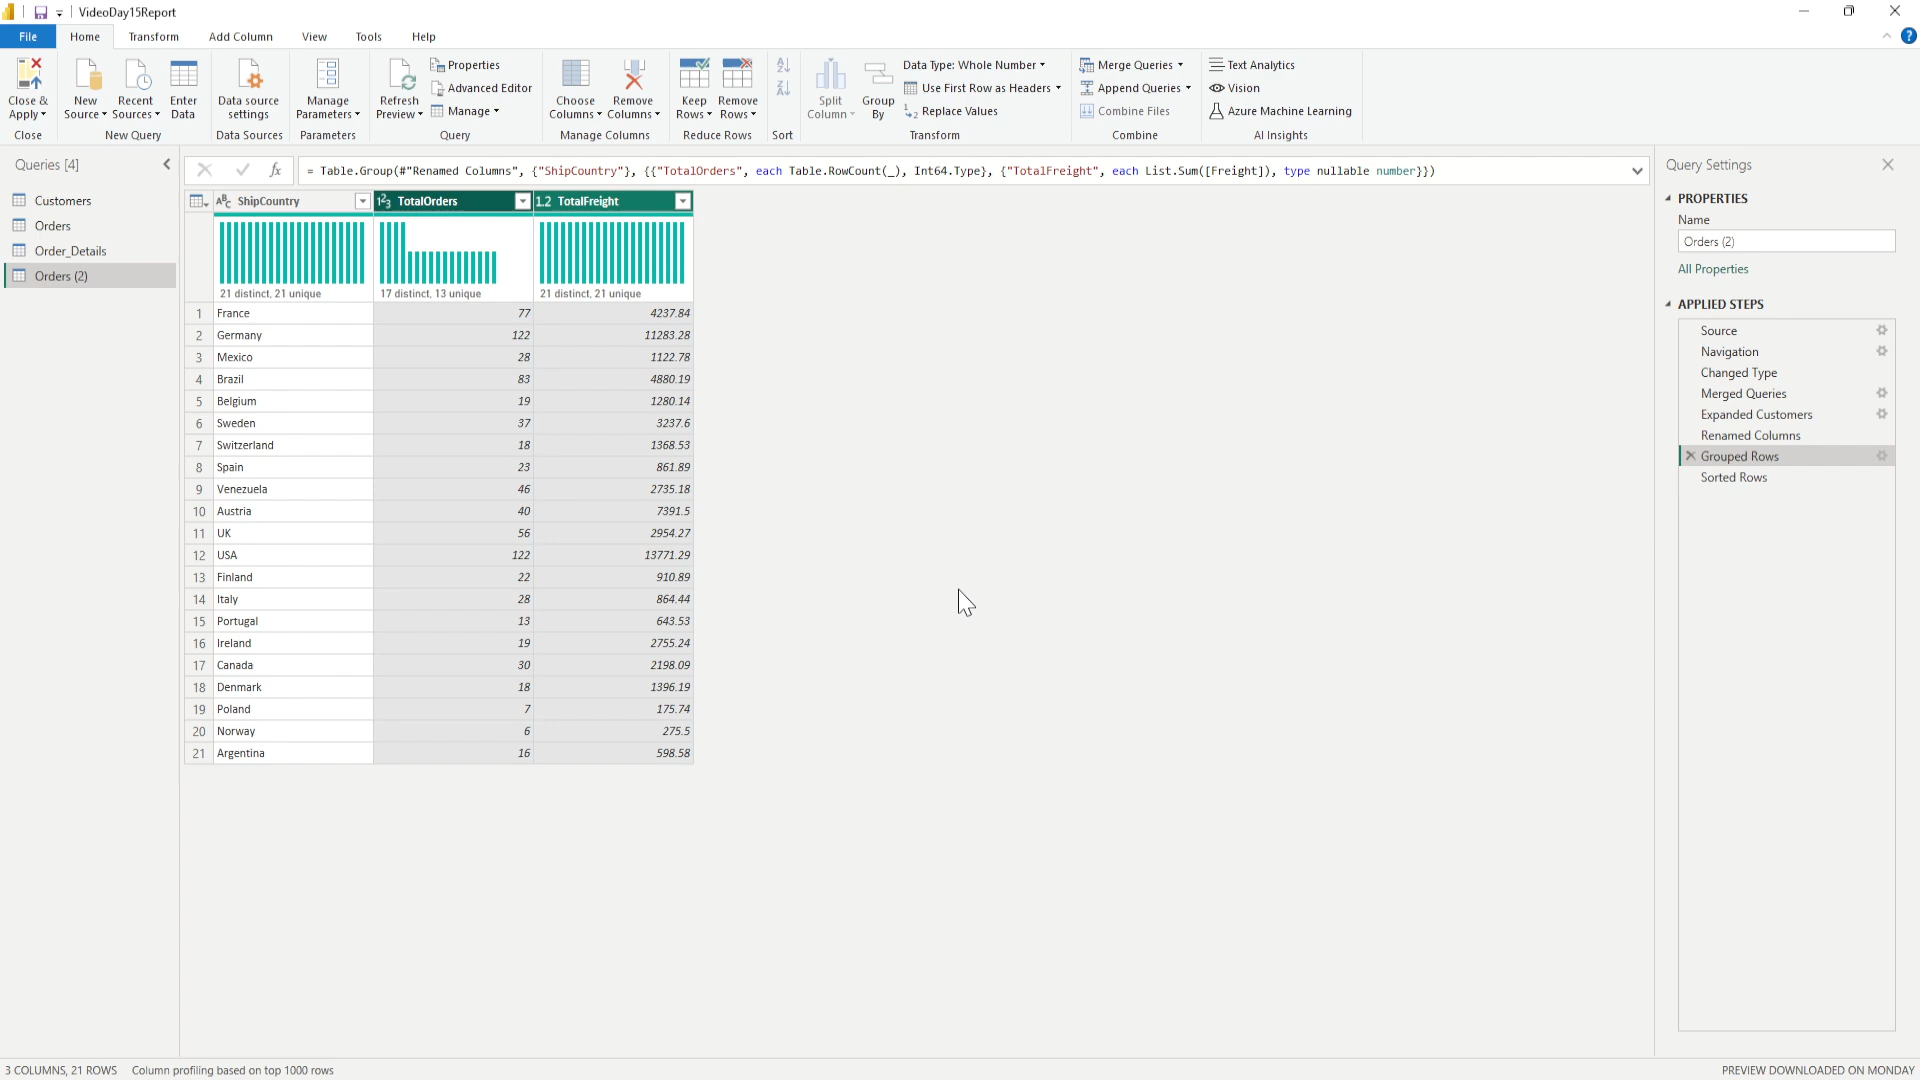 VideoDay15Report
File Home Transform Add Column View Tools Help
Close & Apply
New Source
Recent Sources
Enter Data
Data source settings
Manage Parameters
Refresh Preview
Properties
Advanced Editor
Manage
Choose Columns
Remove Columns
Keep Rows
Remove Rows
Split Column
Group By
Data Type: Whole Number
Use First Row as Headers
Replace Values
Merge Queries
Append Queries
Combine Files
Text Analytics
Vision
Azure Machine Learning
Close New Query Data Sources Parameters Query Manage Columns Reduce Rows Sort Transform Combine AI Insights
Queries [4]
Customers
Orders
Order_Details
Orders (2)
fx
= Table.Group(#"Renamed Columns", {"ShipCountry"}, {{"TotalOrders", each Table.RowCount(_), Int64.Type}, {"TotalFreight", each List.Sum([Freight]), type nullable number}})
ABC ShipCountry 123 TotalOrders 1.2 TotalFreight
21 distinct, 21 unique 17 distinct, 13 unique 21 distinct, 21 unique
1 France 77 4237.84
2 Germany 122 11283.28
3 Mexico 28 1122.78
4 Brazil 83 4880.19
5 Belgium 19 1280.14
6 Sweden 37 3237.6
7 Switzerland 18 1368.53
8 Spain 23 861.89
9 Venezuela 46 2735.18
10 Austria 40 7391.5
11 UK 56 2954.27
12 USA 122 13771.29
13 Finland 22 910.89
14 Italy 28 864.44
15 Portugal 13 643.53
16 Ireland 19 2755.24
17 Canada 30 2198.09
18 Denmark 18 1396.19
19 Poland 7 175.74
20 Norway 6 275.5
21 Argentina 16 598.58
Query Settings
PROPERTIES
Name
Orders (2)
All Properties
APPLIED STEPS
Source
Navigation
Changed Type
Merged Queries
Expanded Customers
Renamed Columns
Grouped Rows
Sorted Rows
3 COLUMNS, 21 ROWS Column profiling based on top 1000 rows
PREVIEW DOWNLOADED ON MONDAY